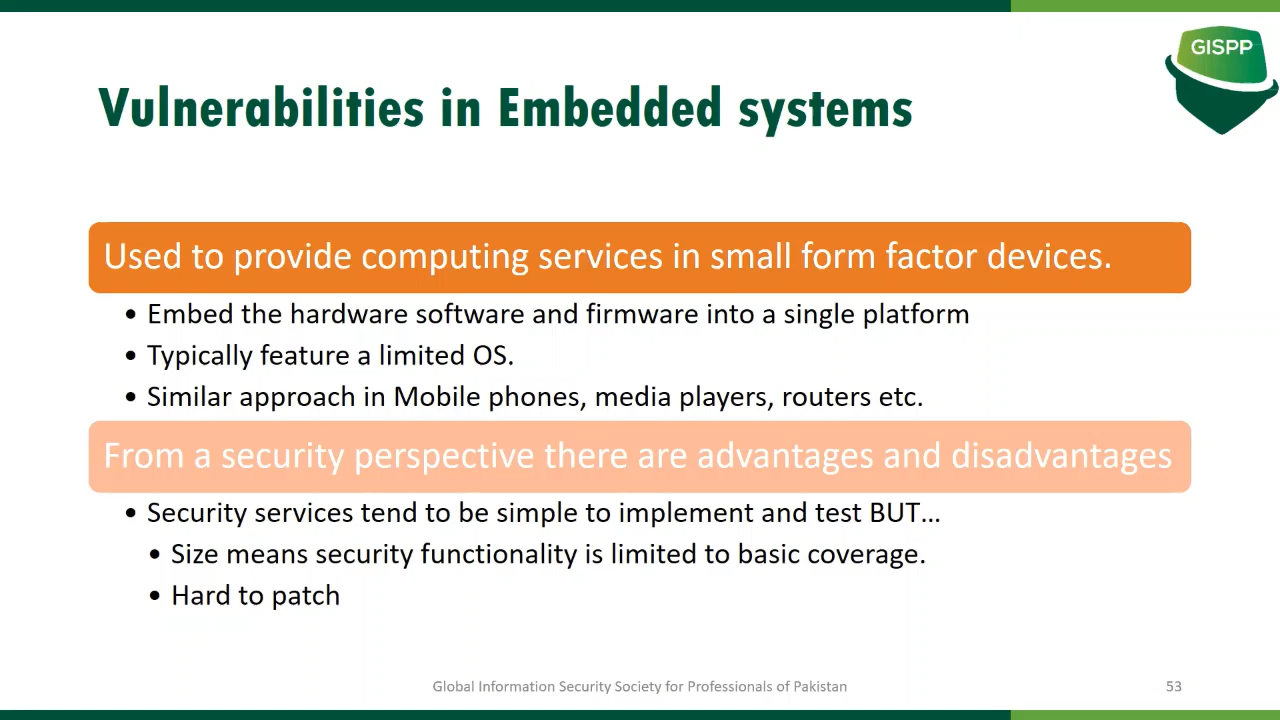 GISPP
Vulnerabilities in Embedded systems
Used to provide computing services in small form factor devices.
• Embed the hardware software and firmware into a single platform
• Typically feature a limited OS.
• Similar approach in Mobile phones, media players, routers etc.
From a security perspective there are advantages and disadvantages
• Security services tend to be simple to implement and test BUT…
• Size means security functionality is limited to basic coverage.
• Hard to patch
Global Information Security Society for Professionals of Pakistan
53